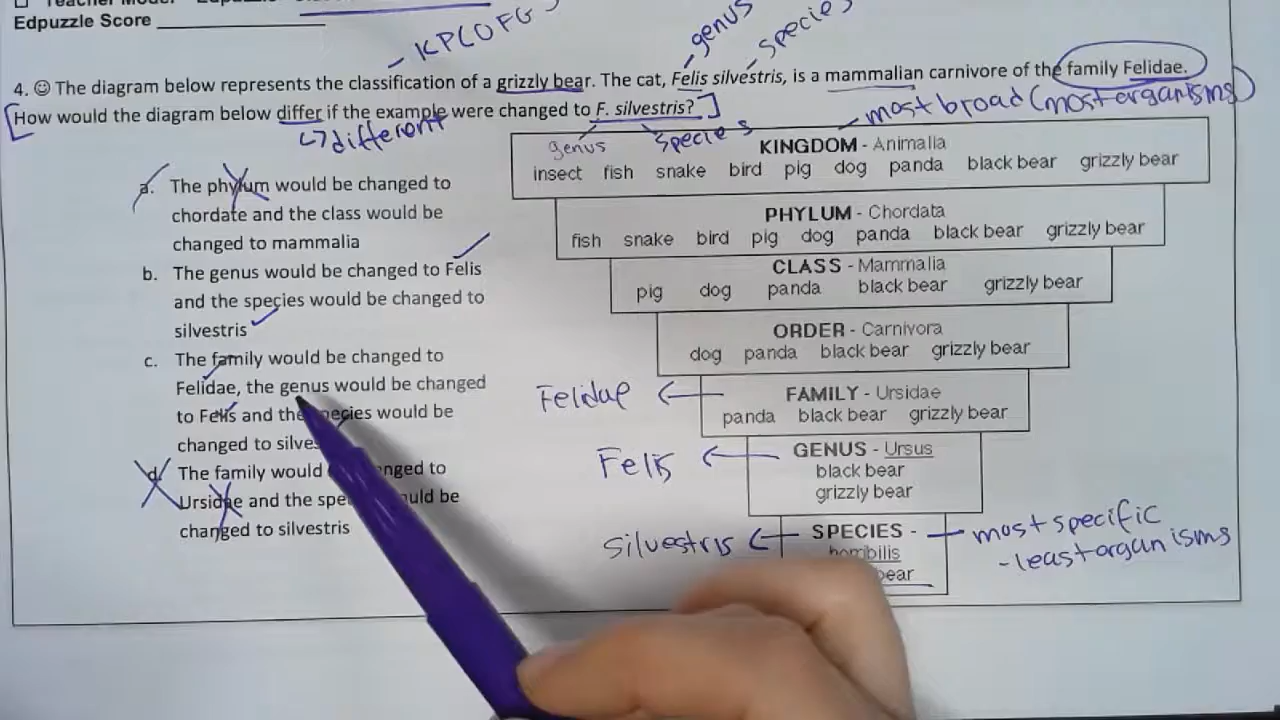 Edpuzzle Score
- KPCOFGS
genus
species
4. ☺ The diagram below represents the classification of a grizzly bear. The cat, Felis silvestris, is a mammalian carnivore of the family Felidae.
How would the diagram below differ if the example were changed to F. silvestris?
different
genus
species
most broad (most organisms)
a. The phylum would be changed to
chordate and the class would be
changed to mammalia
b. The genus would be changed to Felis
and the species would be changed to
silvestris
c. The family would be changed to
Felidae, the genus would be changed
to Felis and the species would be
changed to
d. The family would changed to
Ursidae and the would be
changed to silvestris
KINGDOM - Animalia
insect fish snake bird pig dog panda black bear grizzly bear
PHYLUM - Chordata
fish snake bird pig dog panda black bear grizzly bear
CLASS - Mammalia
pig dog panda black bear grizzly bear
ORDER - Carnivora
dog panda black bear grizzly bear
Felidae
FAMILY - Ursidae
panda black bear grizzly bear
Felis
GENUS - Ursus
black bear
grizzly bear
silvestris
SPECIES -
horribilis
bear
most specific
- least organisms